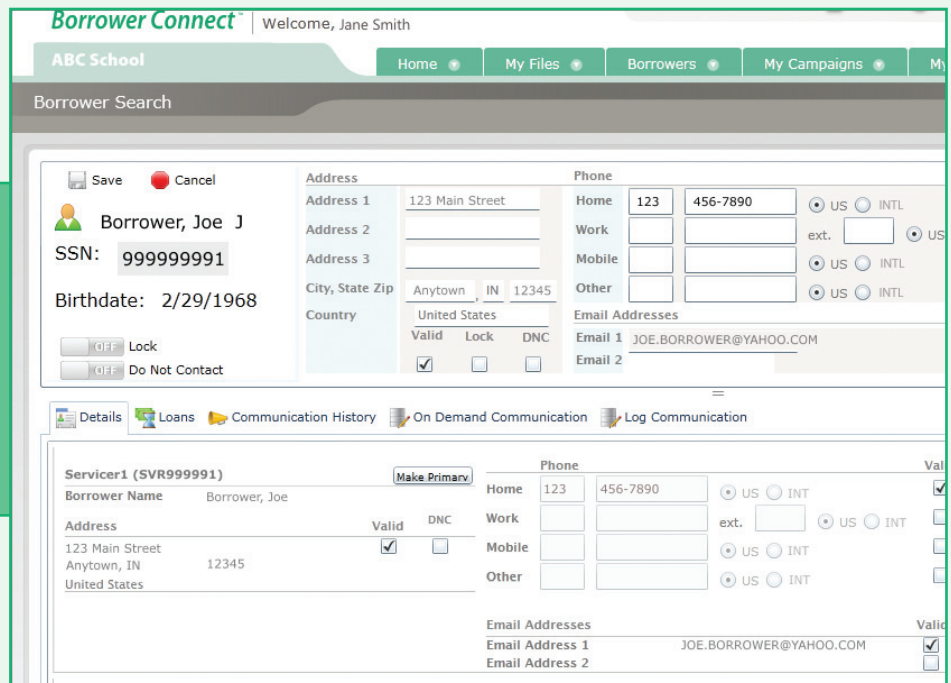 Borrower Connect™ Welcome, Jane Smith
ABC School Home My Files Borrowers My Campaigns My
Borrower Search
Save Cancel
Borrower, Joe J
SSN: 999999991
Birthdate: 2/29/1968
OFF Lock
OFF Do Not Contact
Address
Address 1 123 Main Street
Address 2
Address 3
City, State Zip Anytown , IN 12345
Country United States
Valid Lock DNC
Phone
Home 123 456-7890 US INTL
Work ext. US
Mobile US INTL
Other US INTL
Email Addresses
Email 1 JOE.BORROWER@YAHOO.COM
Email 2
Details Loans Communication History On Demand Communication Log Communication
Servicer1 (SVR999991) Make Primary
Borrower Name Borrower, Joe
Address Valid DNC
123 Main Street
Anytown, IN 12345
United States
Phone Vali
Home 123 456-7890 US INT
Work ext. US INT
Mobile US INT
Other US INT
Email Addresses Valid
Email Address 1 JOE.BORROWER@YAHOO.COM
Email Address 2